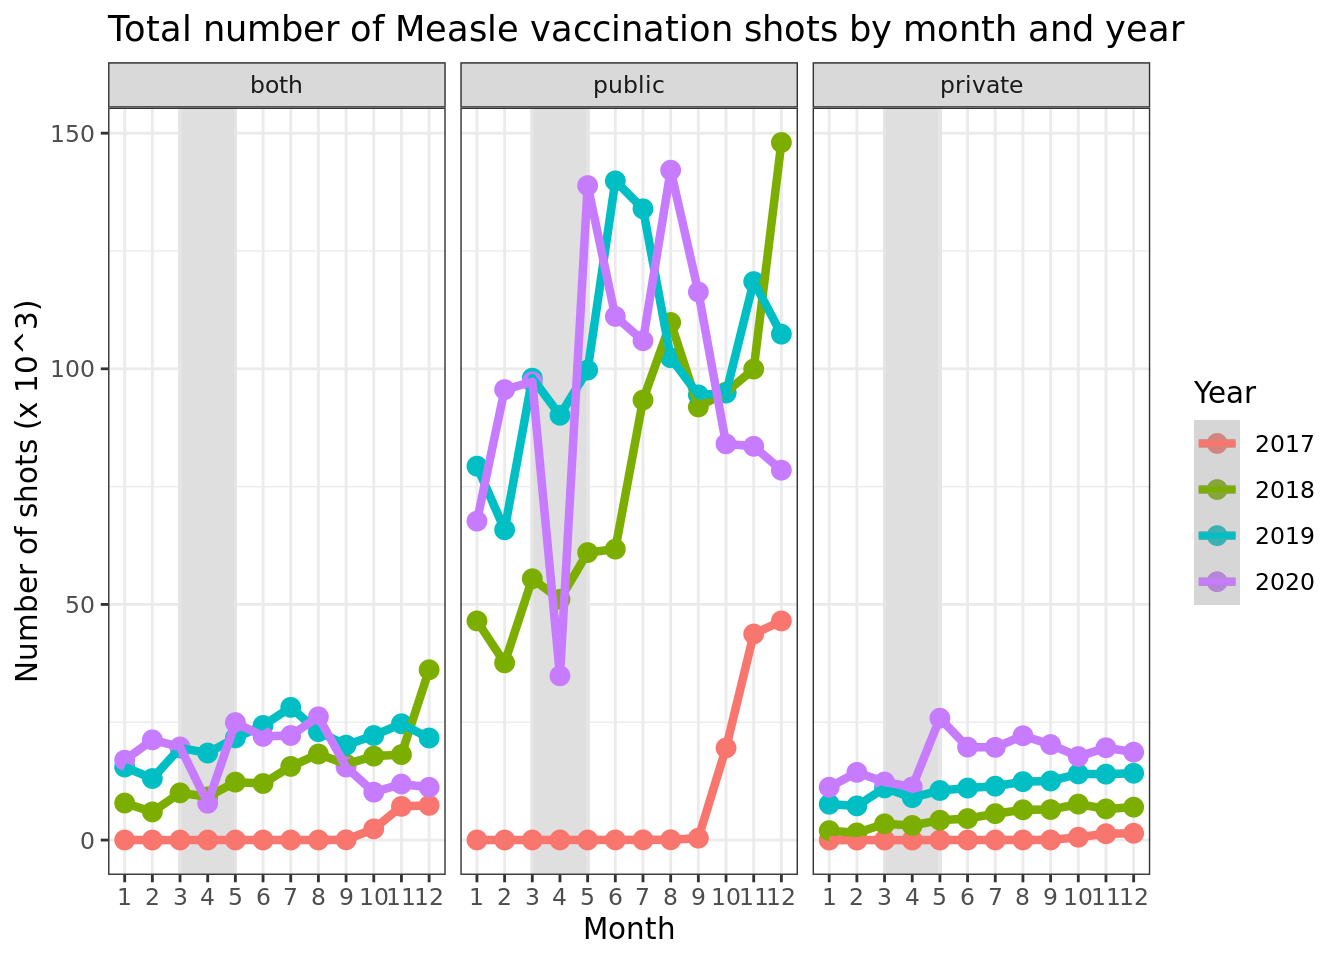 Total number of Measle vaccination shots by month and year
both public private
150
100
50
0
Number of shots (x 10^3)
1 2 3 4 5 6 7 8 9 10 11 12 1 2 3 4 5 6 7 8 9 10 11 12 1 2 3 4 5 6 7 8 9 10 11 12
Month
Year
2017
2018
2019
2020